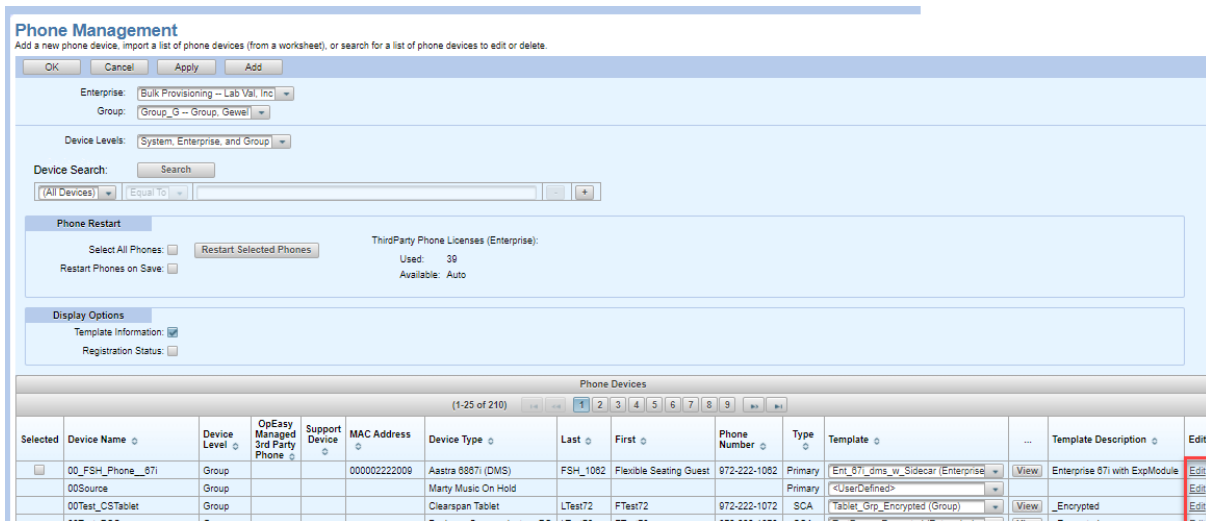 Phone Management
Add a new phone device, import a list of phone devices (from a worksheet), or search for a list of phone devices to edit or delete.
OK Cancel Apply Add
Enterprise: Bulk Provisioning -- Lab Val, Inc
Group: Group_G -- Group, Gewel
Device Levels: System, Enterprise, and Group
Device Search: Search
(All Devices) Equal To - +
Phone Restart
Select All Phones: Restart Selected Phones ThirdParty Phone Licenses (Enterprise):
Used: 39
Restart Phones on Save:
Available: Auto
Display Options
Template Information:
Registration Status:
Phone Devices
(1-25 of 210) 1 2 3 4 5 6 7 8 9
Selected Device Name Device Level OpEasy Managed 3rd Party Phone Support Device MAC Address Device Type Last First Phone Number Type Template ... Template Description Edit
00_FSH_Phone__67i Group 000002222009 Aastra 6867i (DMS) FSH_1062 Flexible Seating Guest 972-222-1062 Primary Ent_67i_dms_w_Sidecar (Enterprise View Enterprise 67i with ExpModule Edit
00Source Group Marty Music On Hold Primary <UserDefined> Edit
00Test_CSTablet Group Clearspan Tablet LTest72 FTest72 972-222-1072 SCA Tablet_Grp_Encrypted (Group) View _Encrypted Edit